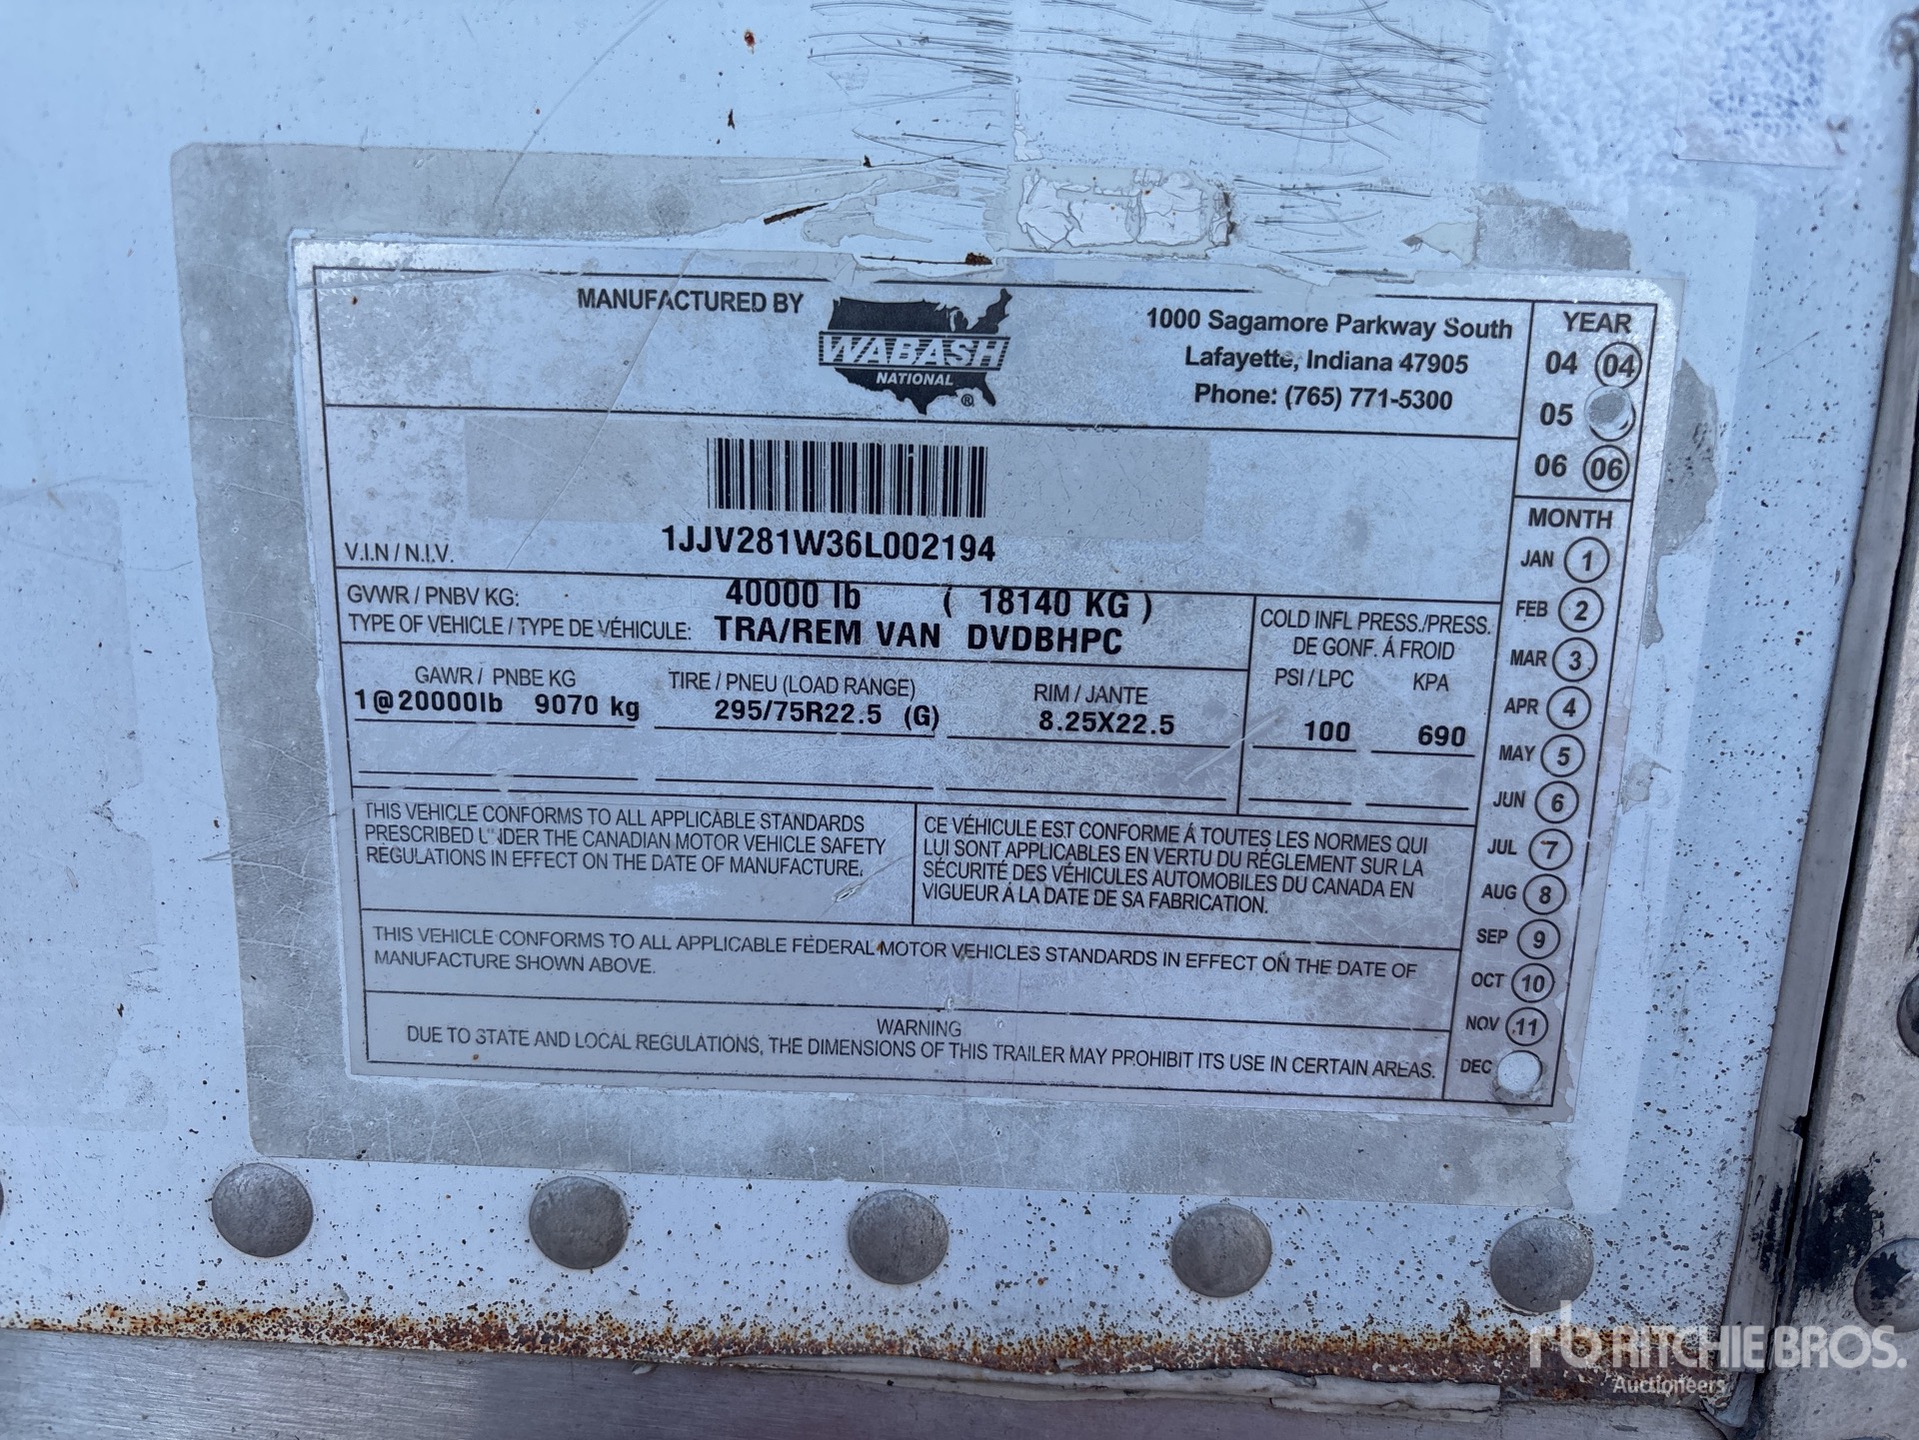 MANUFACTURED BY
WABASH
NATIONAL
®
1000 Sagamore Parkway South
Lafayette, Indiana 47905
Phone: (765) 771-5300
V.I.N / N.I.V.
1JJV281W36L002194
GVWR / PNBV KG: 40000 lb ( 18140 KG )
TYPE OF VEHICLE / TYPE DE VÉHICULE: TRA/REM VAN DVDBHPC
GAWR / PNBE KG
1@20000lb 9070 kg
TIRE / PNEU (LOAD RANGE)
295/75R22.5 (G)
RIM / JANTE
8.25X22.5
COLD INFL PRESS./PRESS.
DE GONF. Á FROID
PSI / LPC KPA
100 690
THIS VEHICLE CONFORMS TO ALL APPLICABLE STANDARDS
PRESCRIBED UNDER THE CANADIAN MOTOR VEHICLE SAFETY
REGULATIONS IN EFFECT ON THE DATE OF MANUFACTURE.
CE VÉHICULE EST CONFORME Á TOUTES LES NORMES QUI
LUI SONT APPLICABLES EN VERTU DU RÉGLEMENT SUR LA
SÉCURITÉ DES VÉHICULES AUTOMOBILES DU CANADA EN
VIGUEUR Á LA DATE DE SA FABRICATION.
THIS VEHICLE CONFORMS TO ALL APPLICABLE FEDERAL MOTOR VEHICLES STANDARDS IN EFFECT ON THE DATE OF
MANUFACTURE SHOWN ABOVE.
WARNING
DUE TO STATE AND LOCAL REGULATIONS, THE DIMENSIONS OF THIS TRAILER MAY PROHIBIT ITS USE IN CERTAIN AREAS.
YEAR
04 04
05
06 06
MONTH
JAN 1
FEB 2
MAR 3
APR 4
MAY 5
JUN 6
JUL 7
AUG 8
SEP 9
OCT 10
NOV 11
DEC
rb RITCHIE BROS.
Auctioneers